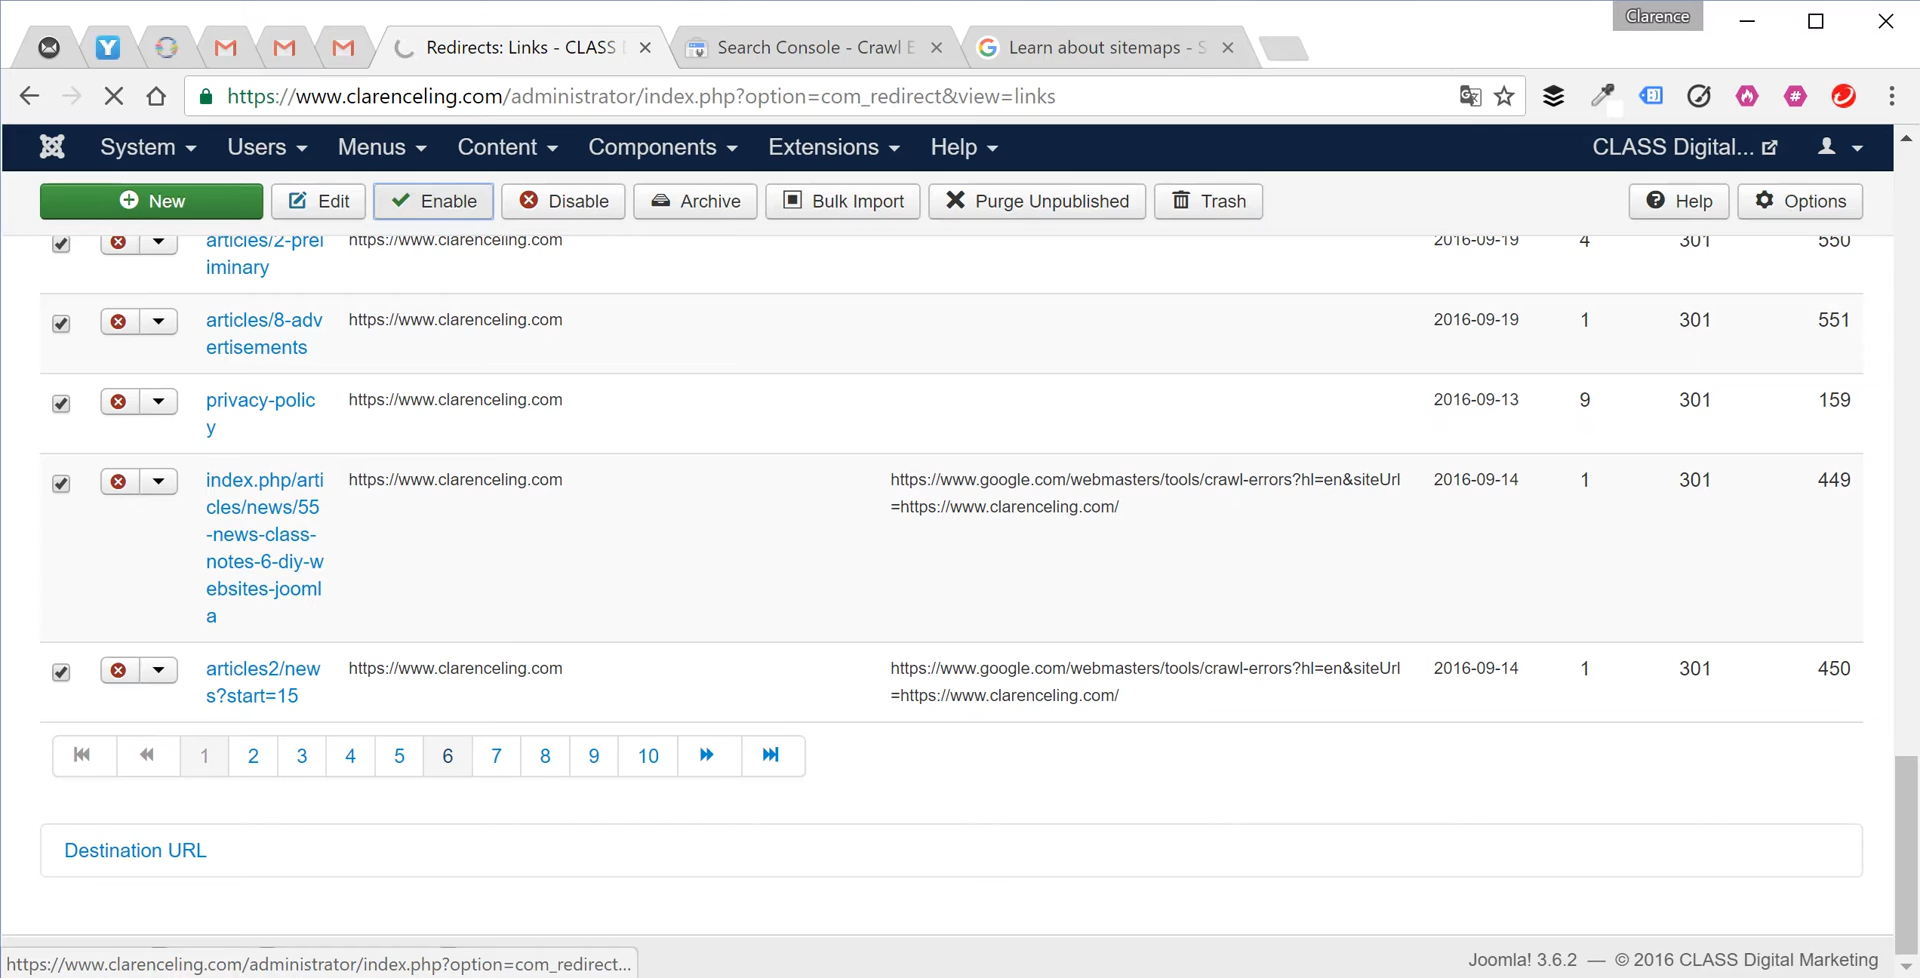 Clarence
Redirects: Links - CLASS
Search Console - Crawl E
Learn about sitemaps - S
https://www.clarenceling.com/administrator/index.php?option=com_redirect&view=links
System Users Menus Content Components Extensions Help CLASS Digital...
New Edit Enable Disable Archive Bulk Import Purge Unpublished Trash Help Options
articles/2-prel https://www.clarenceling.com 2016-09-19 4 301 550
iminary
articles/8-adv https://www.clarenceling.com 2016-09-19 1 301 551
ertisements
privacy-polic https://www.clarenceling.com 2016-09-13 9 301 159
y
index.php/arti https://www.clarenceling.com https://www.google.com/webmasters/tools/crawl-errors?hl=en&siteUrl 2016-09-14 1 301 449
cles/news/55 =https://www.clarenceling.com/
-news-class-
notes-6-diy-w
ebsites-jooml
a
articles2/new https://www.clarenceling.com https://www.google.com/webmasters/tools/crawl-errors?hl=en&siteUrl 2016-09-14 1 301 450
s?start=15 =https://www.clarenceling.com/
1 2 3 4 5 6 7 8 9 10
Destination URL
https://www.clarenceling.com/administrator/index.php?option=com_redirect...
Joomla! 3.6.2 — © 2016 CLASS Digital Marketing